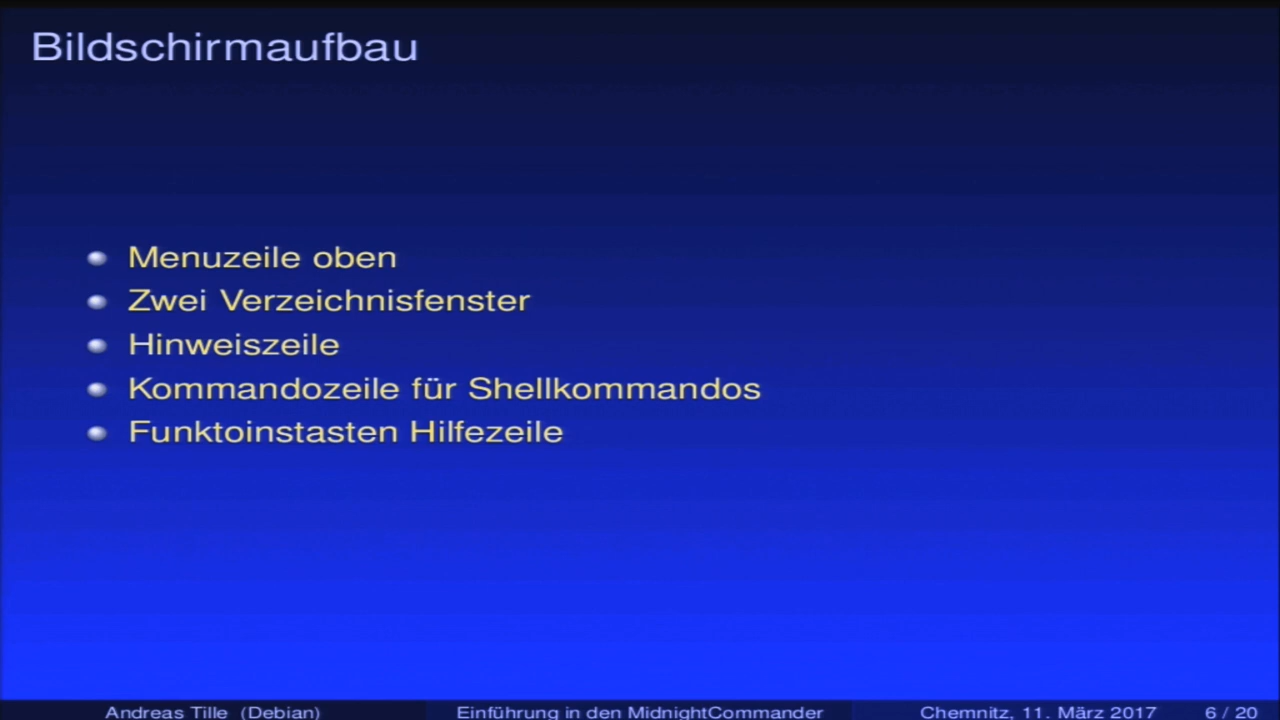 Bildschirmaufbau
Menuzeile oben
Zwei Verzeichnisfenster
Hinweiszeile
Kommandozeile für Shellkommandos
Funktoinstasten Hilfezeile
Andreas Tille (Debian) Einführung in den MidnightCommander Chemnitz, 11. März 2017 6 / 20